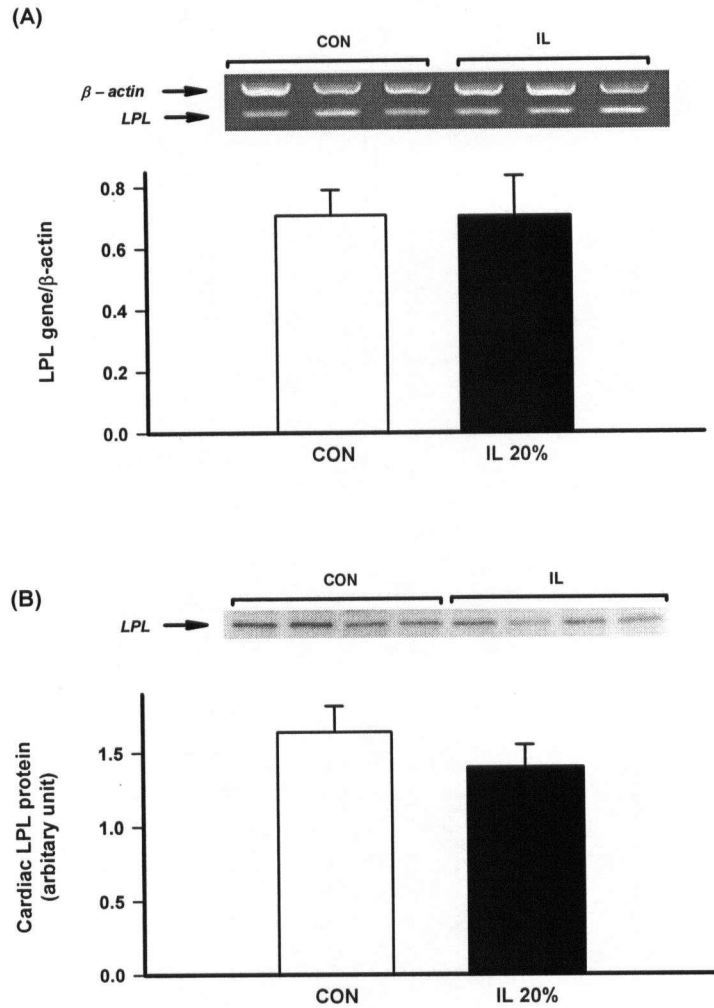 (A)
CON IL
β – actin
LPL
0.8
0.6
0.4
0.2
0.0
LPL gene/β-actin
CON IL 20%
(B)
CON IL
LPL
1.5
1.0
0.5
0.0
Cardiac LPL protein
(arbitary unit)
CON IL 20%